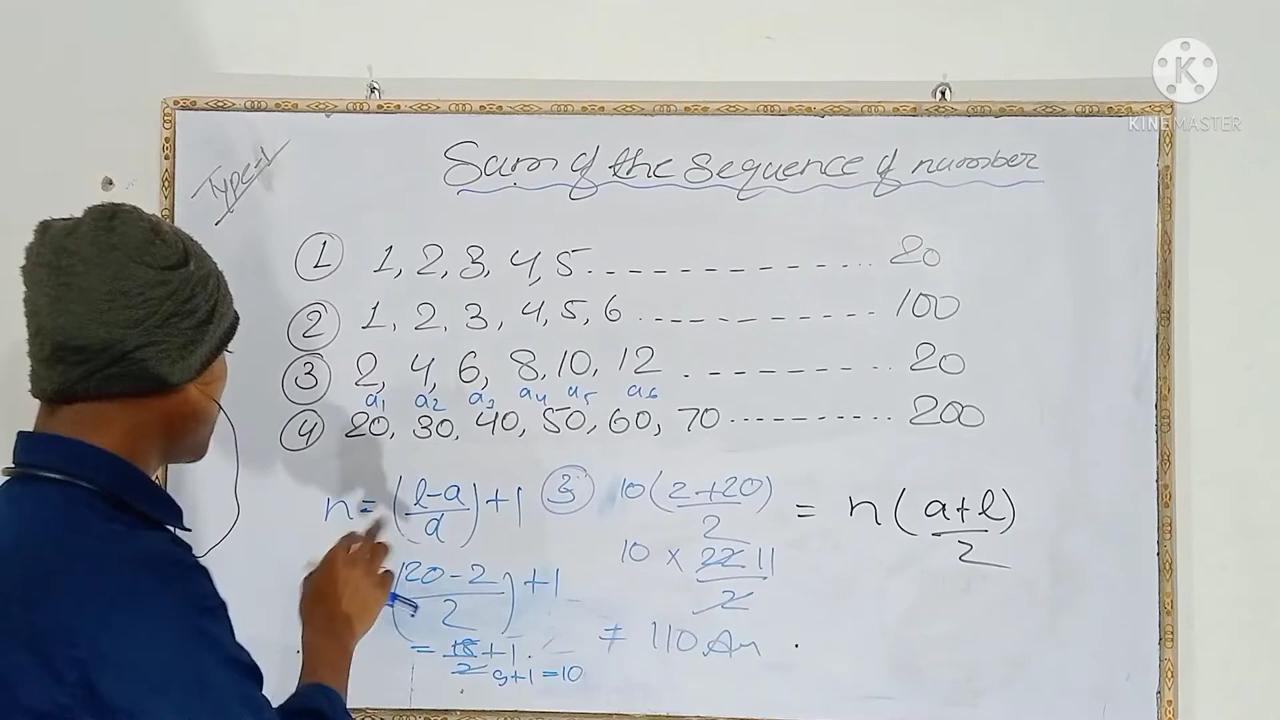 KINEMASTER
Type-1
Sum of the Sequence of number
1 1, 2, 3, 4, 5.------------... 20
2 1, 2, 3, 4, 5, 6 .----------- 100
3 2, 4, 6, 8, 10, 12 . -------.. 20
a1 a2 a3 a4 a5 a6
4 20, 30, 40, 50, 60, 70 ............ 200
n = (l-a/d) + 1
(20-2/2) + 1
= 18/2 + 1.
9+1 = 10
3 10(2+20/2) = n(a+l/2)
10 × 22 11/2
= 110 An .